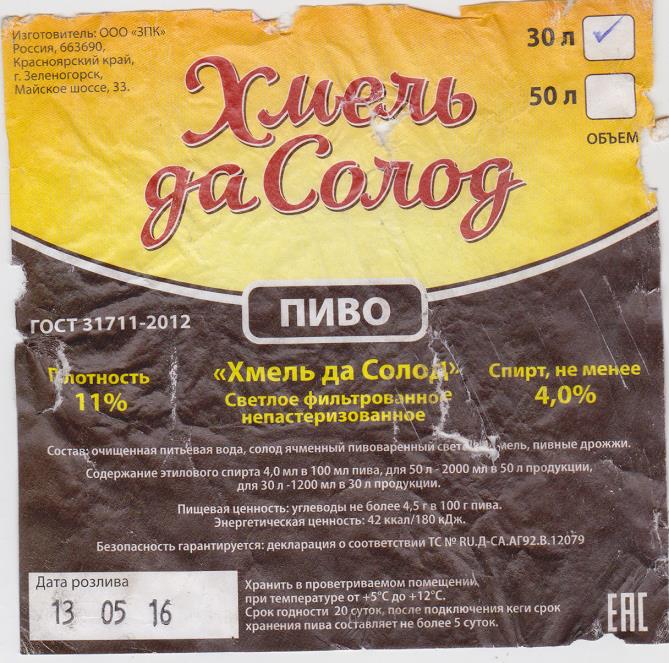 Изготовитель: ООО "ЗПК"
Россия, 663690,
Красноярский край,
г. Зеленогорск,
Майское шоссе, 33.
30 л
50 л
ОБЪЕМ
Хмель
да Солод
ПИВО
ГОСТ 31711-2012
Плотность
11%
«Хмель да Солод»
Светлое фильтрованное
непастеризованное
Спирт, не менее
4,0%
Состав: очищенная питьевая вода, солод ячменный пивоваренный хмель, пивные дрожжи.
Содержание этилового спирта 4,0 мл в 100 мл пива, для 50 л - 2000 мл в 50 л продукции,
для 30 л -1200 мл в 30 л продукции.
Пищевая ценность: углеводы не более 4,5 г в 100 г пива.
Энергетическая ценность: 42 ккал/180 кДж.
Безопасность гарантируется: декларация о соответствии ТС № RU.Д-СА.АГ92.В.12079
Дата розлива
13 05 16
Хранить в проветриваемом помещении,
при температуре от +5°С до +12°С.
Срок годности 20 суток, после подключения кеги срок
хранения пива составляет не более 5 суток.
ЕАС